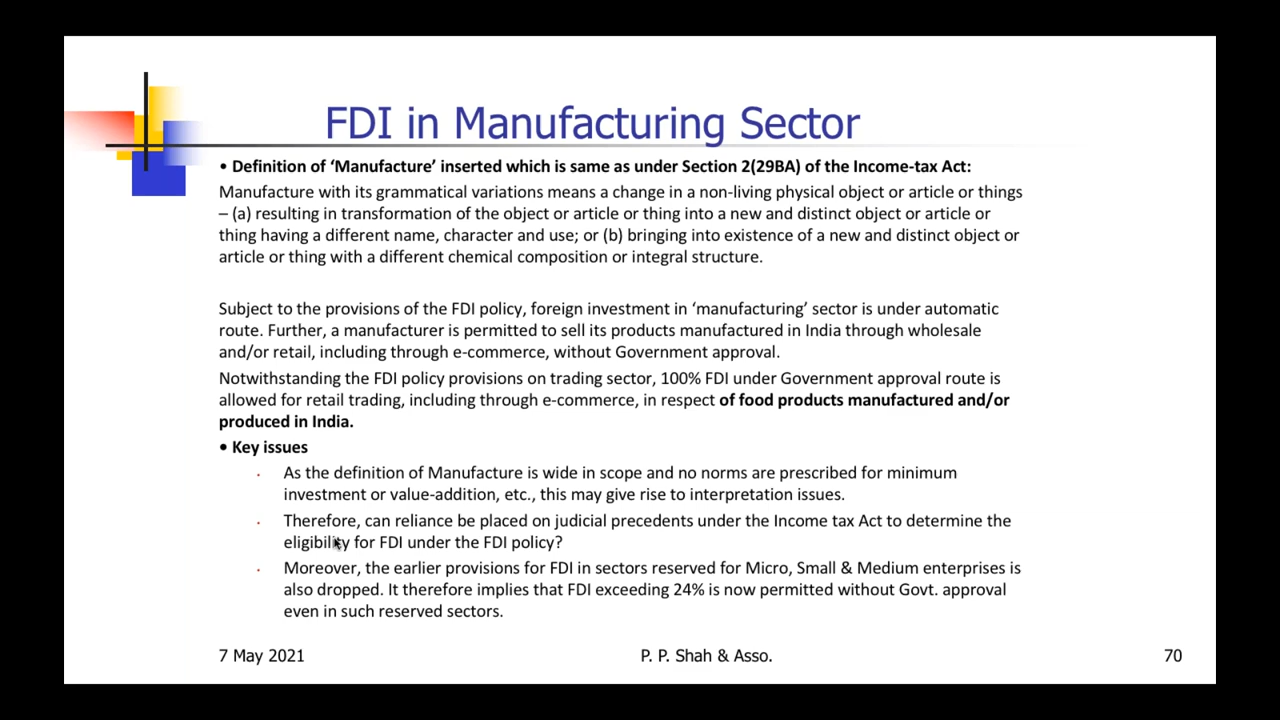 FDI in Manufacturing Sector
• Definition of ‘Manufacture’ inserted which is same as under Section 2(29BA) of the Income-tax Act:
Manufacture with its grammatical variations means a change in a non-living physical object or article or things
– (a) resulting in transformation of the object or article or thing into a new and distinct object or article or
thing having a different name, character and use; or (b) bringing into existence of a new and distinct object or
article or thing with a different chemical composition or integral structure.
Subject to the provisions of the FDI policy, foreign investment in ‘manufacturing’ sector is under automatic
route. Further, a manufacturer is permitted to sell its products manufactured in India through wholesale
and/or retail, including through e-commerce, without Government approval.
Notwithstanding the FDI policy provisions on trading sector, 100% FDI under Government approval route is
allowed for retail trading, including through e-commerce, in respect of food products manufactured and/or
produced in India.
• Key issues
• As the definition of Manufacture is wide in scope and no norms are prescribed for minimum
investment or value-addition, etc., this may give rise to interpretation issues.
• Therefore, can reliance be placed on judicial precedents under the Income tax Act to determine the
eligibility for FDI under the FDI policy?
• Moreover, the earlier provisions for FDI in sectors reserved for Micro, Small & Medium enterprises is
also dropped. It therefore implies that FDI exceeding 24% is now permitted without Govt. approval
even in such reserved sectors.
7 May 2021
P. P. Shah & Asso.
70